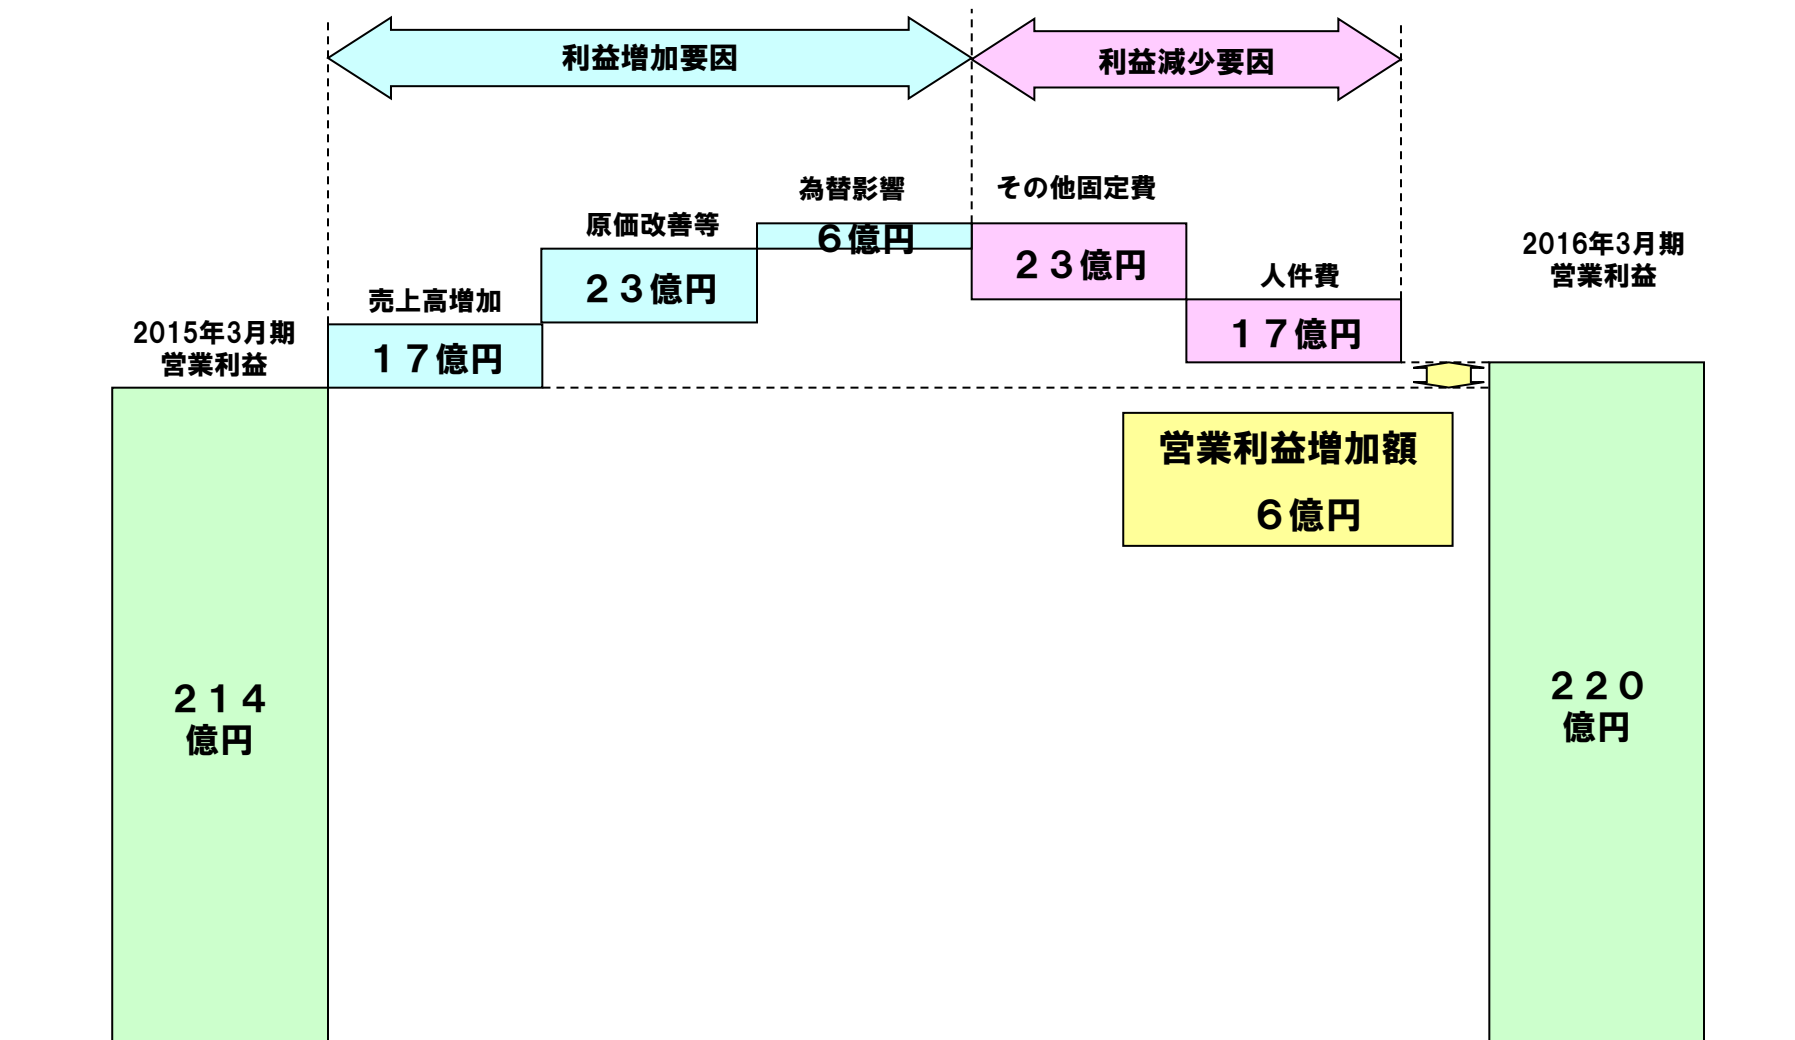 利益増加要因
利益減少要因
為替影響
その他固定費
原価改善等
6億円
23億円
2016年3月期
営業利益
人件費
23億円
売上高増加
17億円
2015年3月期
営業利益
17億円
営業利益増加額
6億円
214
億円
220
億円